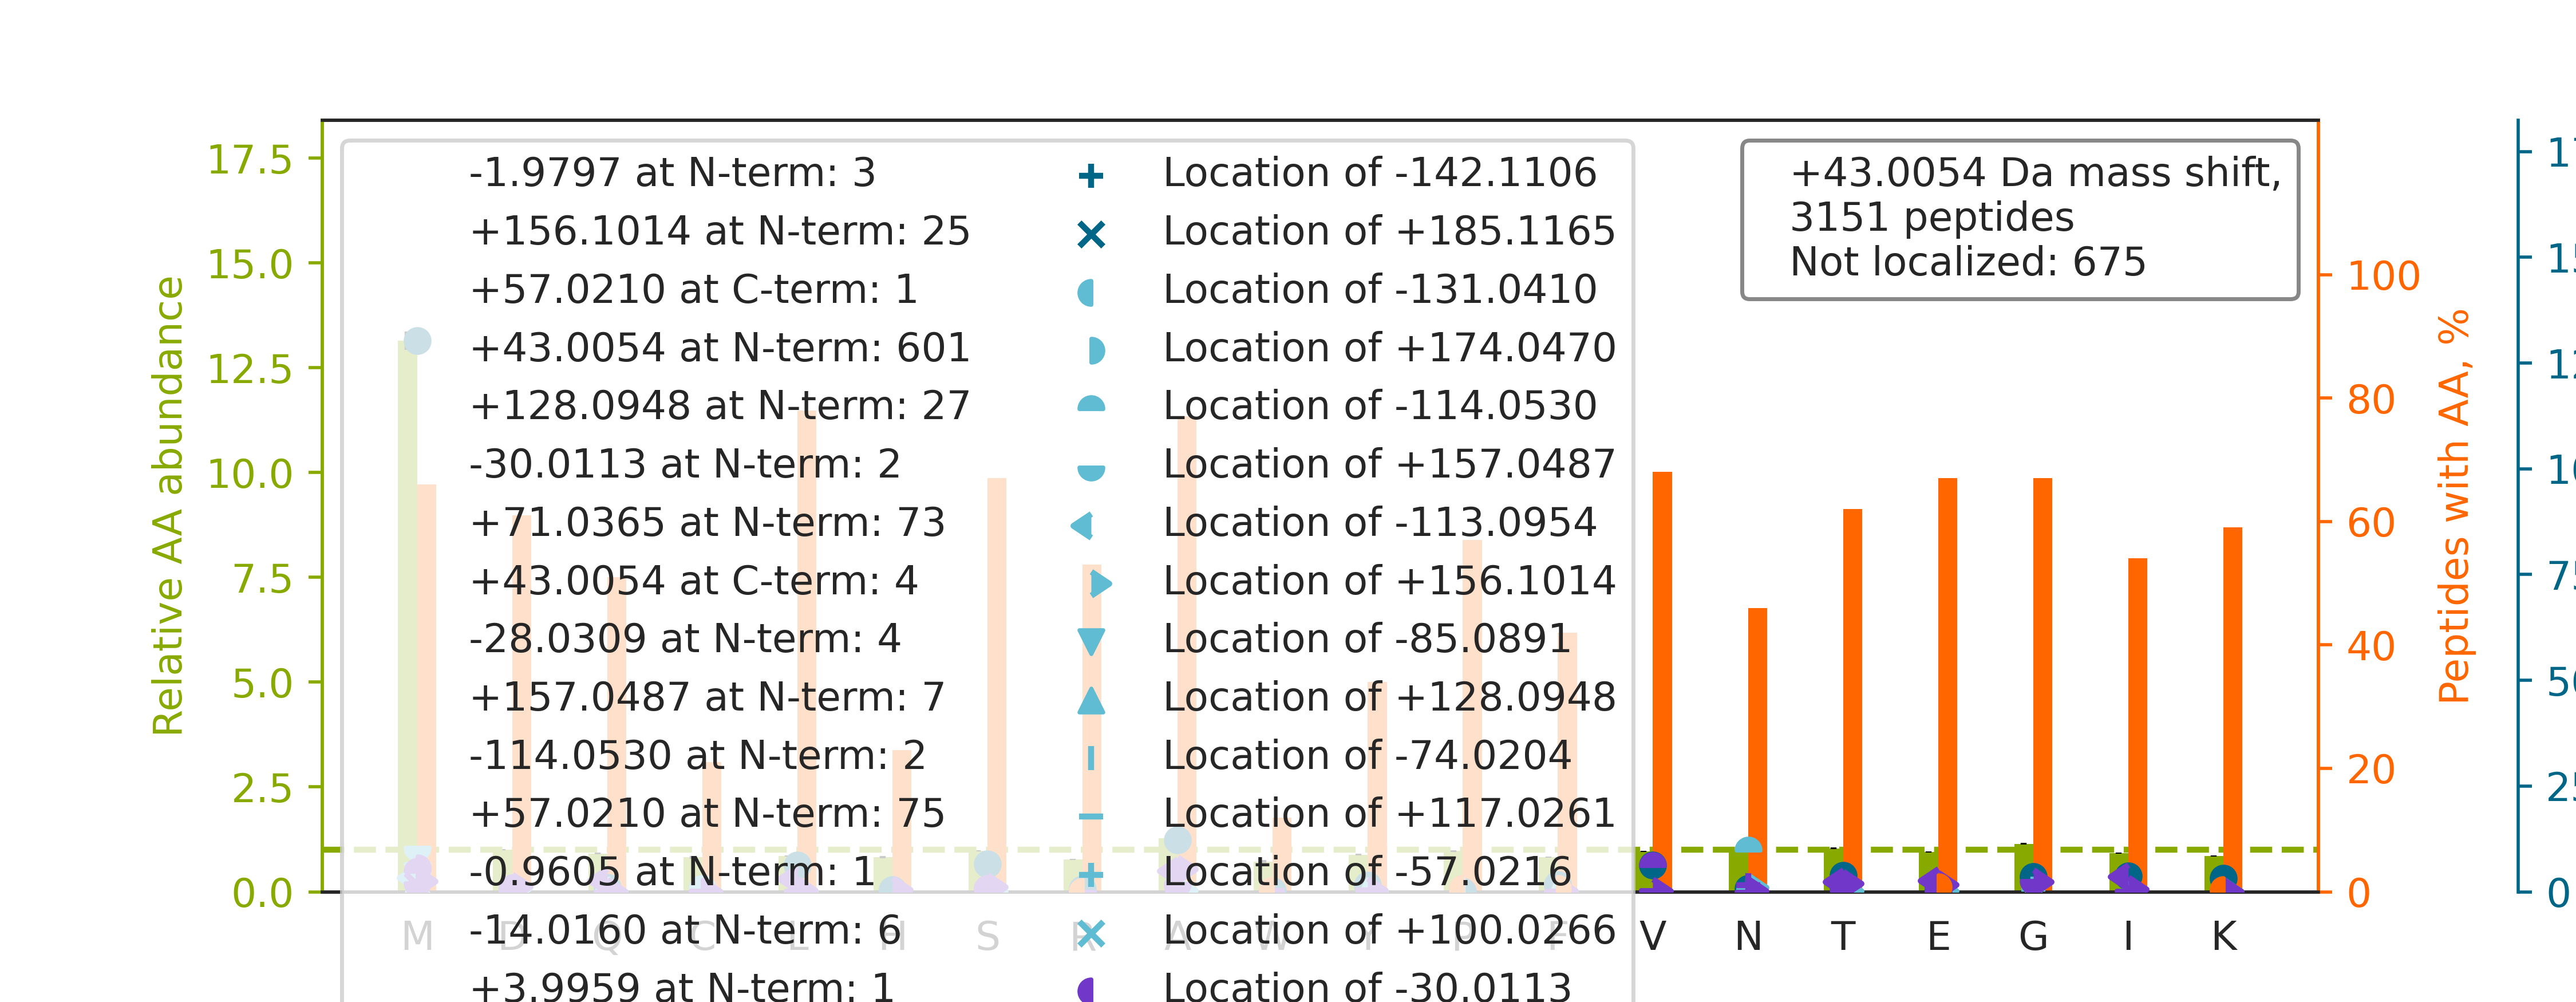 17.5
15.0
12.5
10.0
7.5
5.0
2.5
0.0
Relative AA abundance
-1.9797 at N-term: 3
+156.1014 at N-term: 25
+57.0210 at C-term: 1
+43.0054 at N-term: 601
+128.0948 at N-term: 27
-30.0113 at N-term: 2
+71.0365 at N-term: 73
+43.0054 at C-term: 4
-28.0309 at N-term: 4
+157.0487 at N-term: 7
-114.0530 at N-term: 2
+57.0210 at N-term: 75
-0.9605 at N-term: 1
-14.0160 at N-term: 6
+3.9959 at N-term: 1
Location of -142.1106
Location of +185.1165
Location of -131.0410
Location of +174.0470
Location of -114.0530
Location of +157.0487
Location of -113.0954
Location of +156.1014
Location of -85.0891
Location of +128.0948
Location of -74.0204
Location of +117.0261
Location of -57.0216
Location of +100.0266
Location of -30.0113
+43.0054 Da mass shift,
3151 peptides
Not localized: 675
M D Q C L H S R A W Y P F V N T E G I K
100
80
60
40
20
0
Peptides with AA, %
0